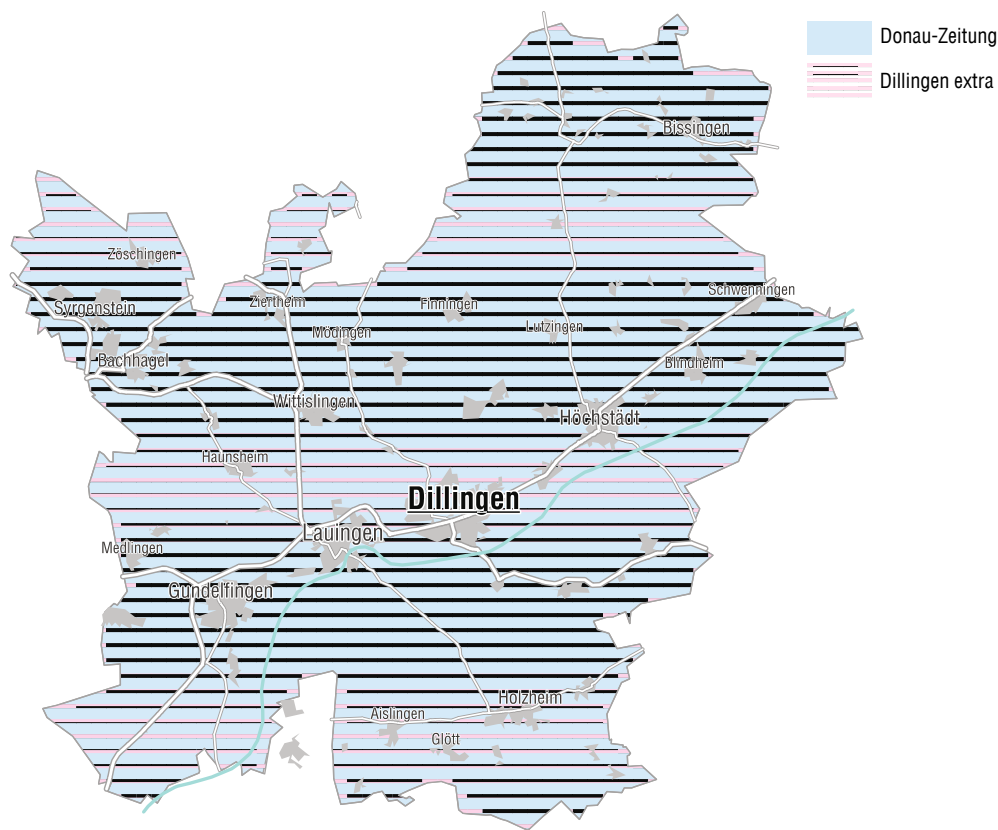 Donau-Zeitung
Dillingen extra
Bissingen
Zöschingen
Schwenningen
Syrgenstein
Ziertheim
Finningen
Mödingen
Lutzingen
Bachhagel
Blindheim
Wittislingen
Höchstädt
Haunsheim
Dillingen
Lauingen
Medlingen
Gundelfingen
Holzheim
Aislingen
Glött